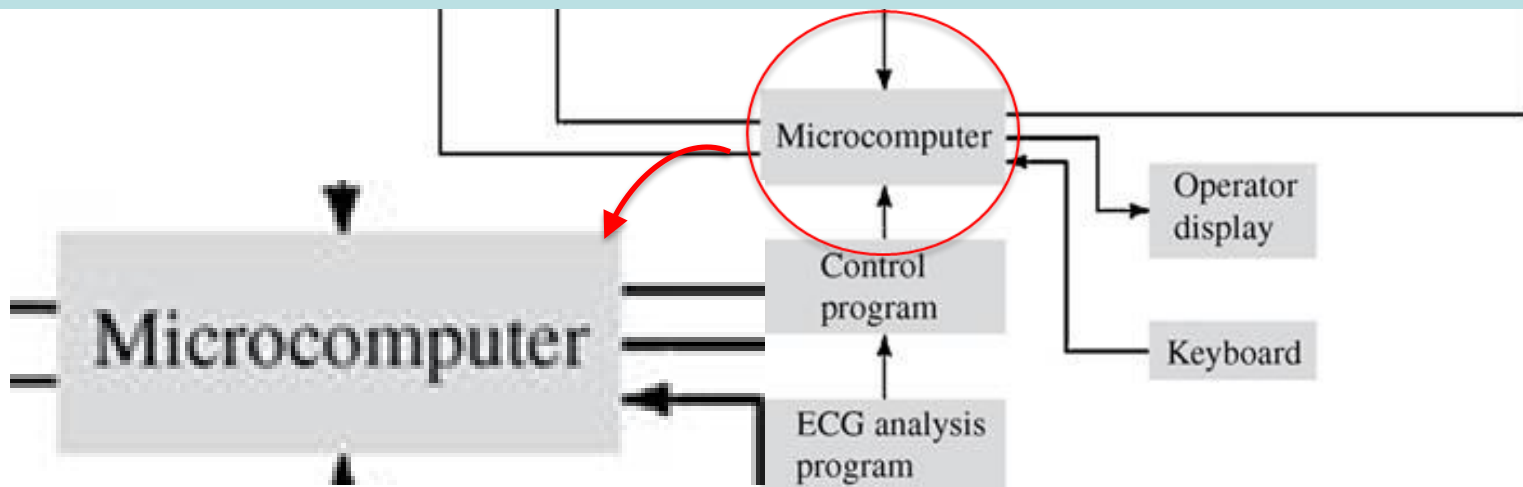 Microcomputer
Operator
display
Control
program
Microcomputer
Keyboard
ECG analysis
program